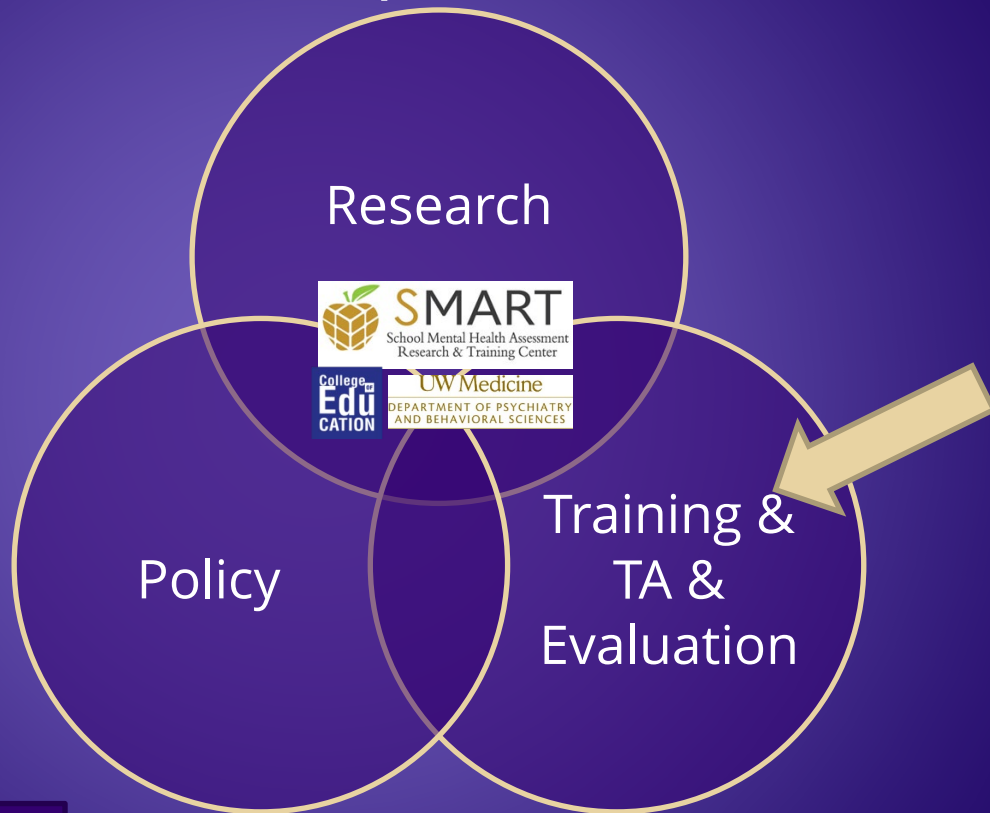 Research
SMART
School Mental Health Assessment
Research & Training Center
College OF
Edu
CATION
UW Medicine
DEPARTMENT OF PSYCHIATRY
AND BEHAVIORAL SCIENCES
Policy
Training &
TA &
Evaluation